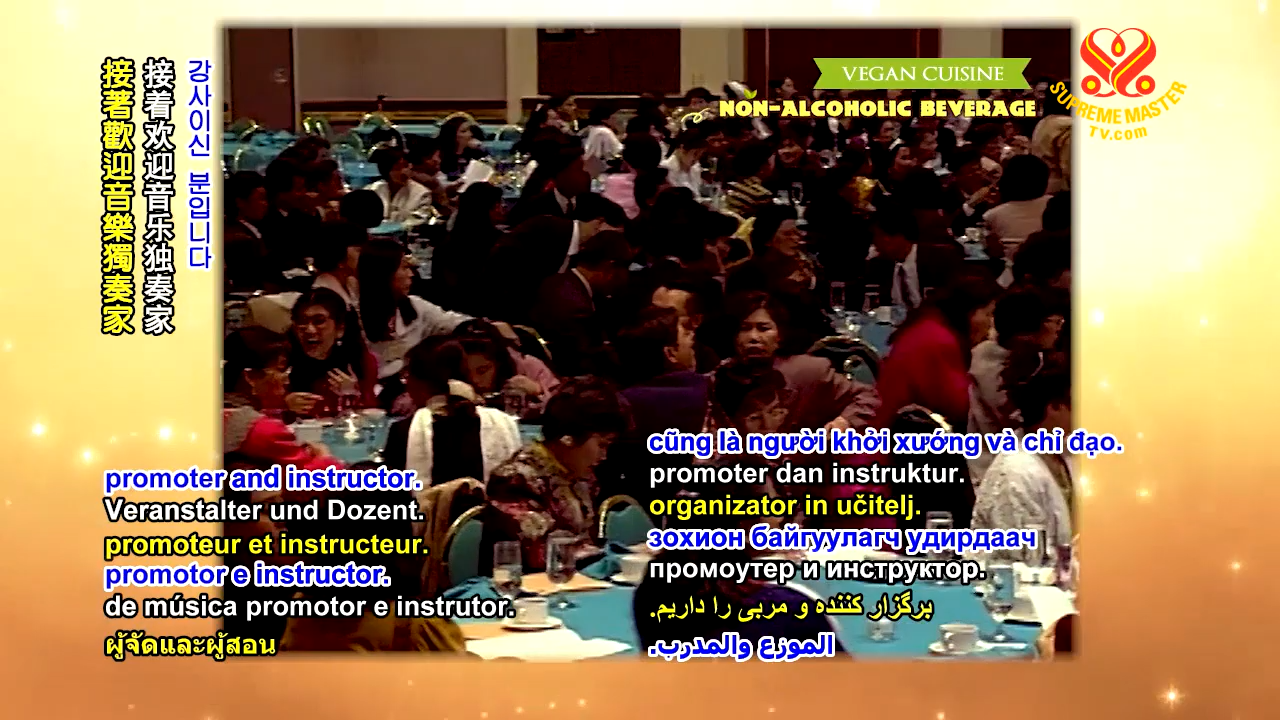 강사이신 분입니다
接着欢迎音乐独奏家
接著歡迎音樂獨奏家
VEGAN CUISINE
NON-ALCOHOLIC BEVERAGE
SUPREME MASTER
TV.com
promoter and instructor.
Veranstalter und Dozent.
promoteur et instructeur.
promotor e instructor.
de música promotor e instrutor.
ผู้จัดและผู้สอน
cũng là người khởi xướng và chỉ đạo.
promoter dan instruktur.
organizator in učitelj.
зохион байгуулагч удирдаач
промоутер и инструктор.
برگزار کننده و مربی را داریم.
الموزع والمدرب.